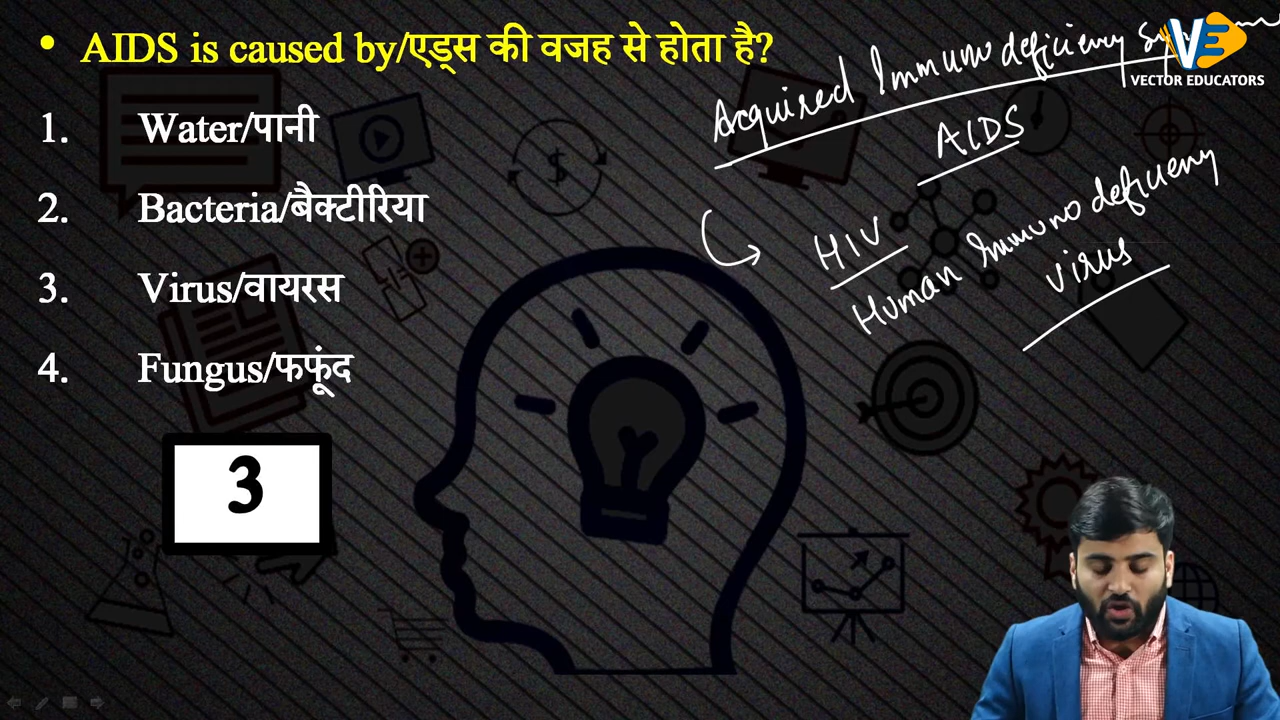 • AIDS is caused by/एड्स की वजह से होता है?
1. Water/पानी
2. Bacteria/बैक्टीरिया
3. Virus/वायरस
4. Fungus/फफूंद
3
Acquired Immuno deficiency
AIDS
HIV
Human Immuno deficiency
Virus
VE
VECTOR EDUCATORS
$